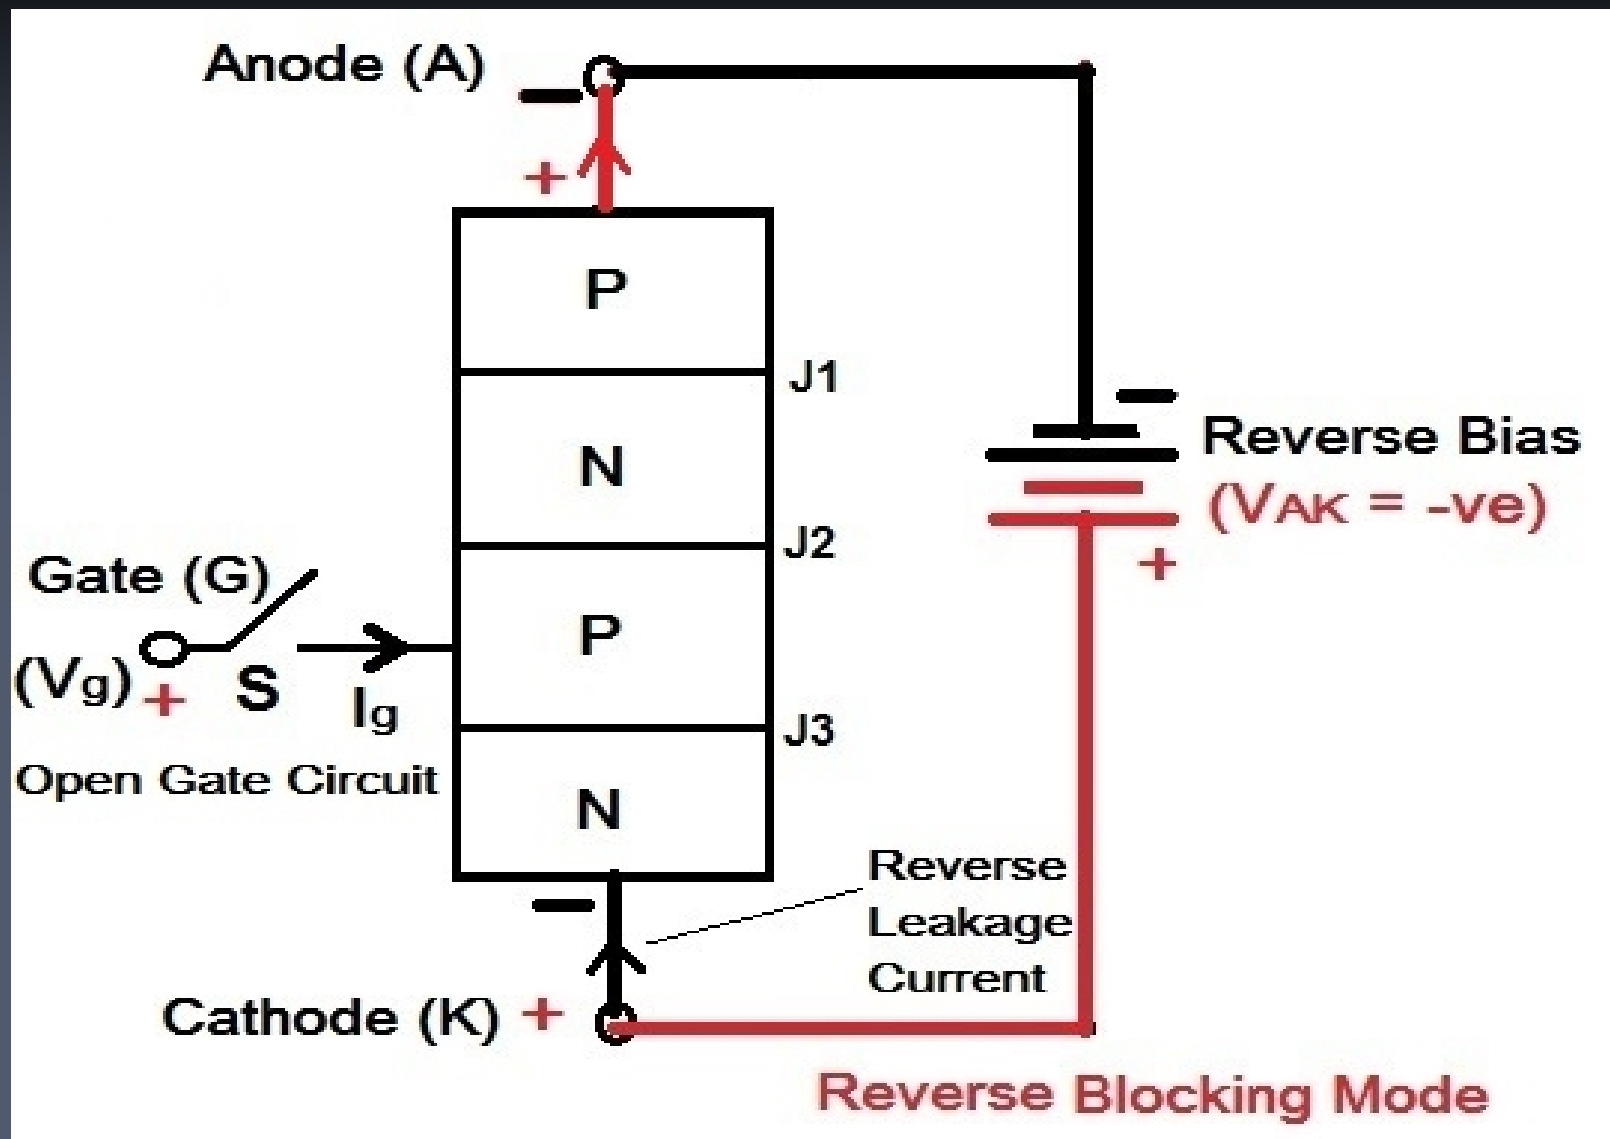 Anode (A)
−
+
P
J1
N
−
Reverse Bias
(VAK = -ve)
+
J2
Gate (G)
P
(Vg) + S Ig
J3
Open Gate Circuit
N
Reverse
Leakage
Current
−
Cathode (K) +
Reverse Blocking Mode